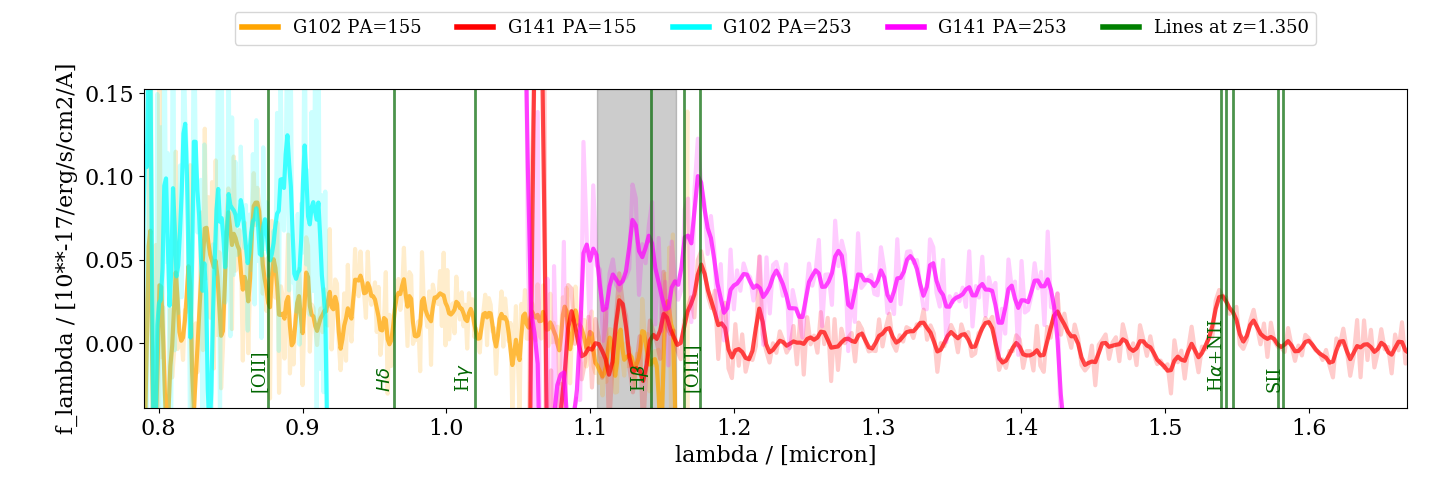 G102 PA=155 G141 PA=155 G102 PA=253 G141 PA=253 Lines at z=1.350
f_lambda / [10**-17/erg/s/cm2/A]
0.15
0.10
0.05
0.00
[OII]
Hδ
Hγ
Hβ
[OIII]
Hα+NII
SII
0.8 0.9 1.0 1.1 1.2 1.3 1.4 1.5 1.6
lambda / [micron]